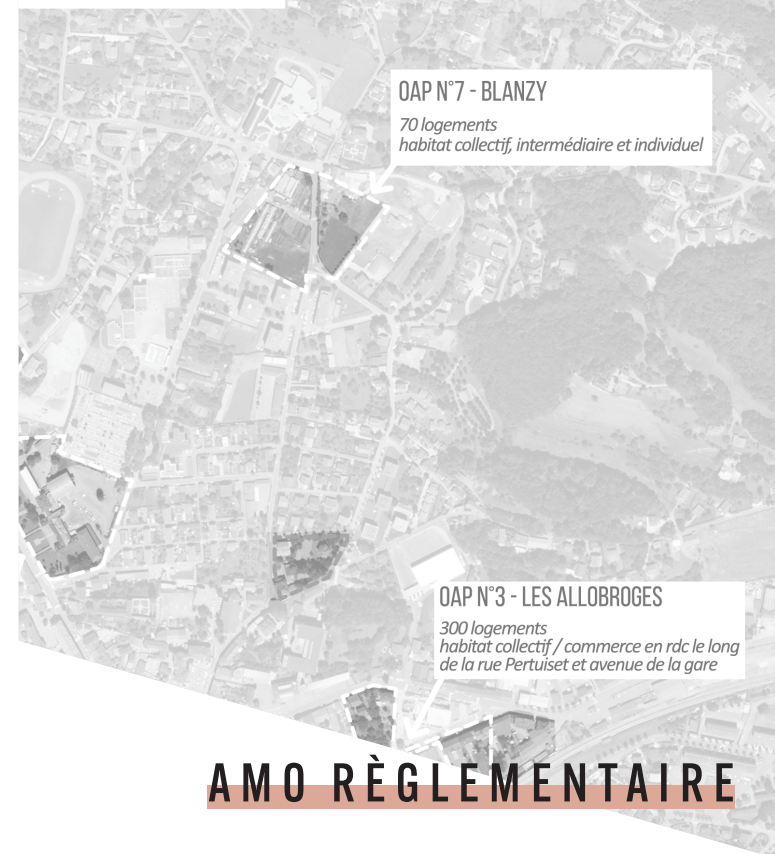 OAP N°7 - BLANZY
70 logements
habitat collectif, intermédiaire et individuel
OAP N°3 - LES ALLOBROGES
300 logements
habitat collectif / commerce en rdc le long
de la rue Pertuiset et avenue de la gare
AMO RÈGLEMENTAIRE